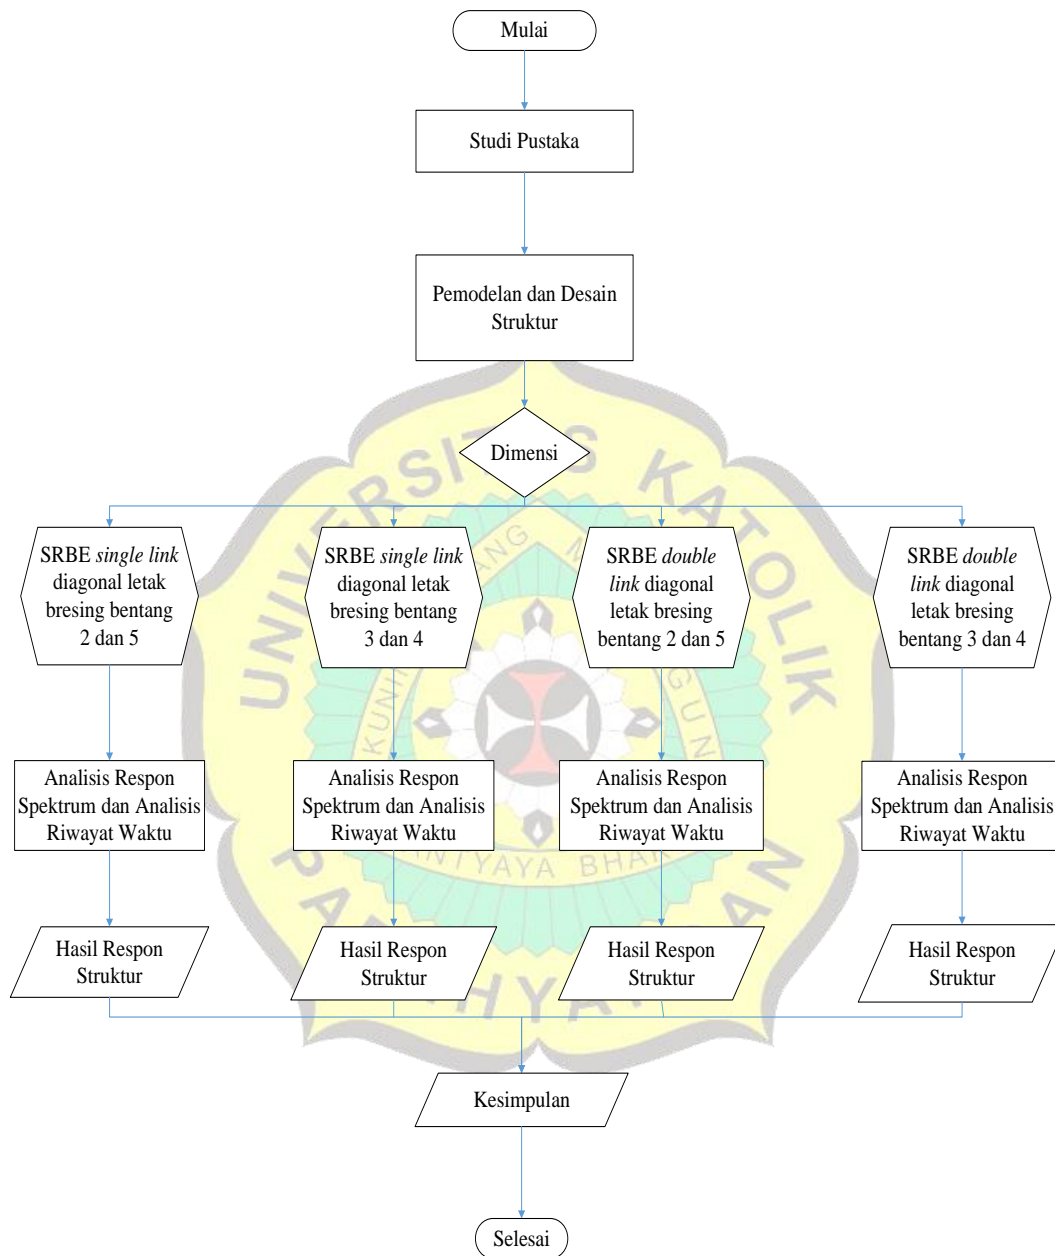 Mulai
Studi Pustaka
Pemodelan dan Desain
Struktur
Dimensi
SRBE single link
diagonal letak
bresing bentang
2 dan 5
SRBE single link
diagonal letak
bresing bentang
3 dan 4
SRBE double
link diagonal
letak bresing
bentang 2 dan 5
SRBE double
link diagonal
letak bresing
bentang 3 dan 4
Analisis Respon
Spektrum dan Analisis
Riwayat Waktu
Analisis Respon
Spektrum dan Analisis
Riwayat Waktu
Analisis Respon
Spektrum dan Analisis
Riwayat Waktu
Analisis Respon
Spektrum dan Analisis
Riwayat Waktu
Hasil Respon
Struktur
Hasil Respon
Struktur
Hasil Respon
Struktur
Hasil Respon
Struktur
Kesimpulan
Selesai
UNIVERSITAS KATOLIK